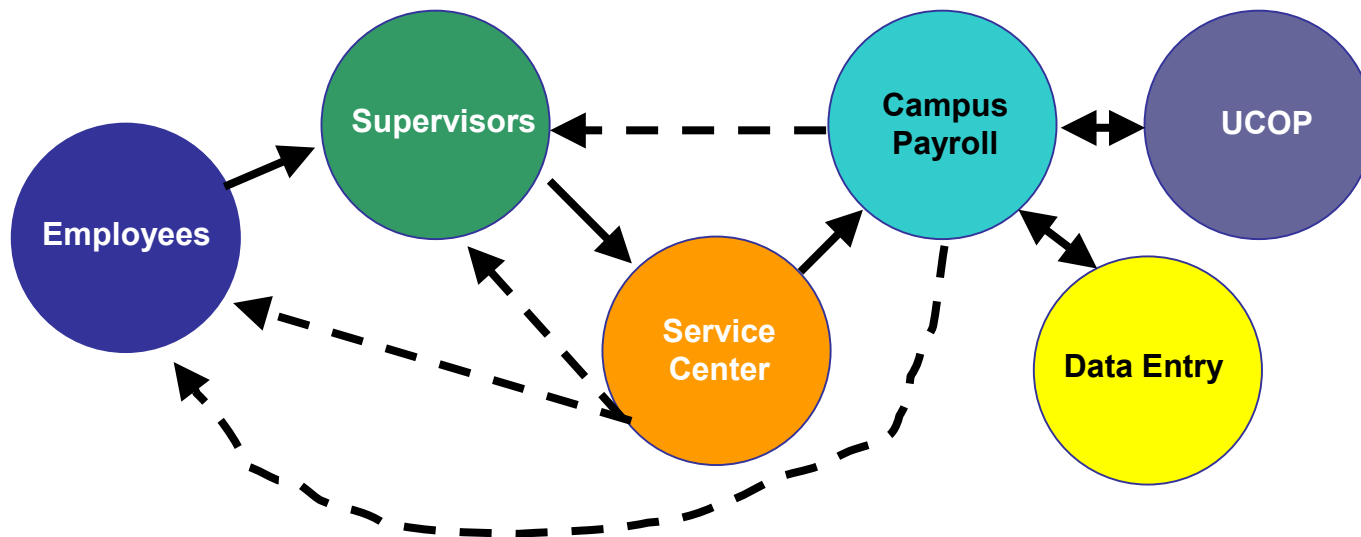 Employees
Supervisors
Service
Center
Campus
Payroll
UCOP
Data Entry